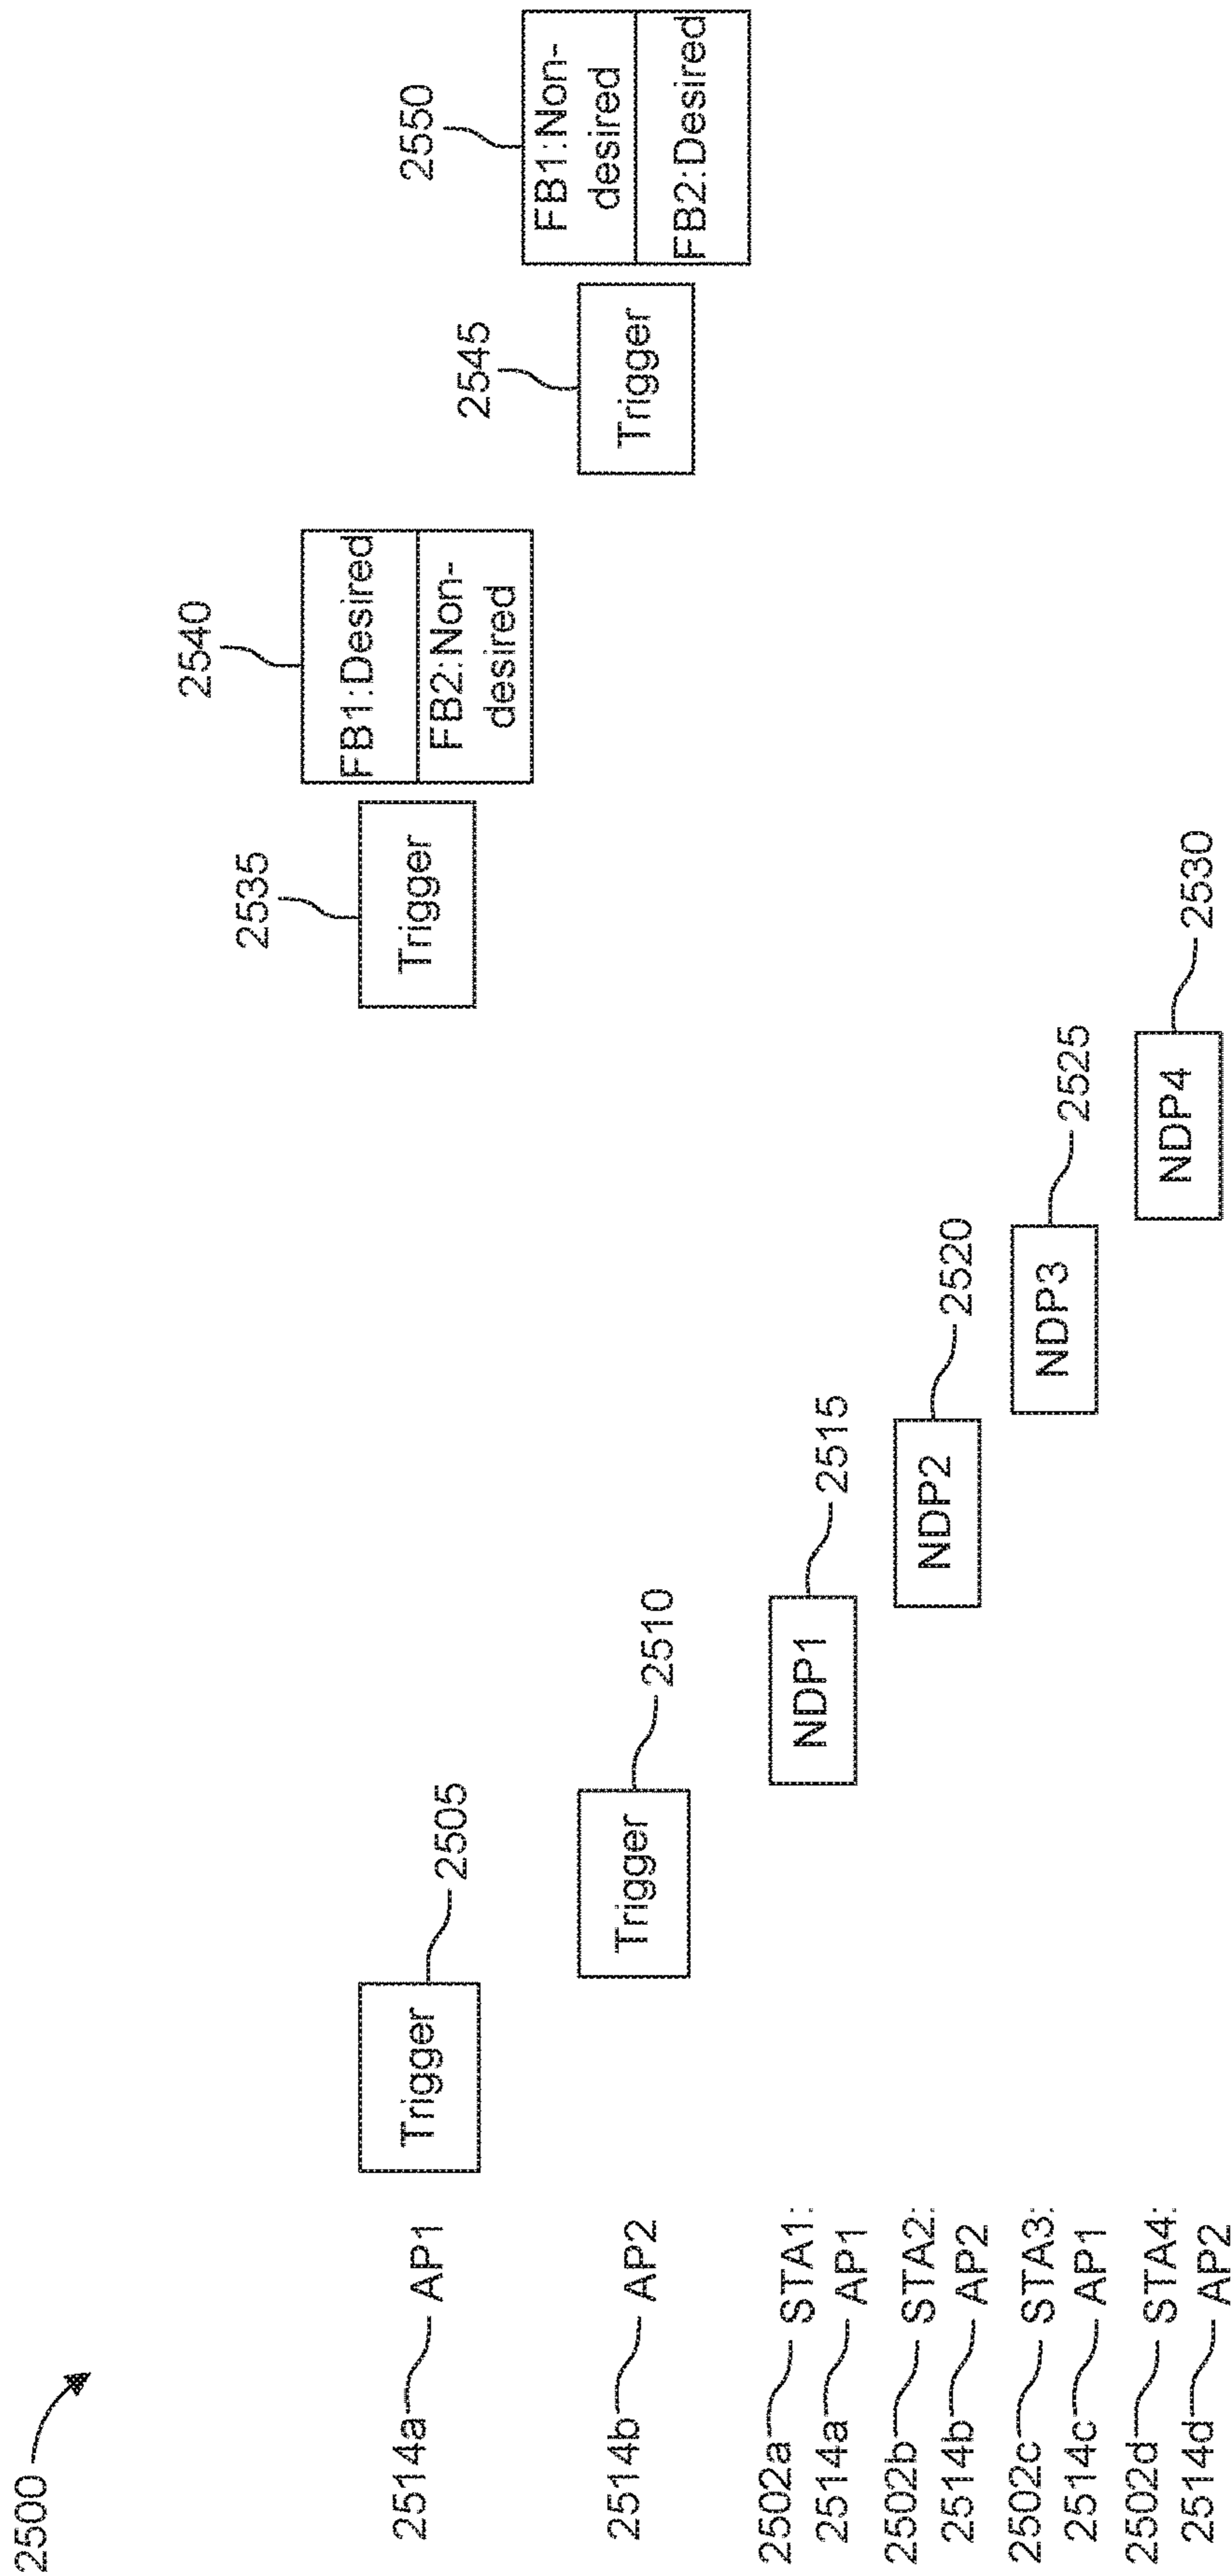 2500
2514a
AP1
Trigger
2505
Trigger
2535
FB1:Desired
FB2:Non-
desired
2540
2514b
AP2
Trigger
2510
Trigger
2545
FB1:Non-
desired
FB2:Desired
2550
2502a
STA1:
2514a
AP1
NDP1
2515
2502b
STA2:
2514b
AP2
NDP2
2520
2502c
STA3:
2514c
AP1
NDP3
2525
2502d
STA4:
2514d
AP2
NDP4
2530